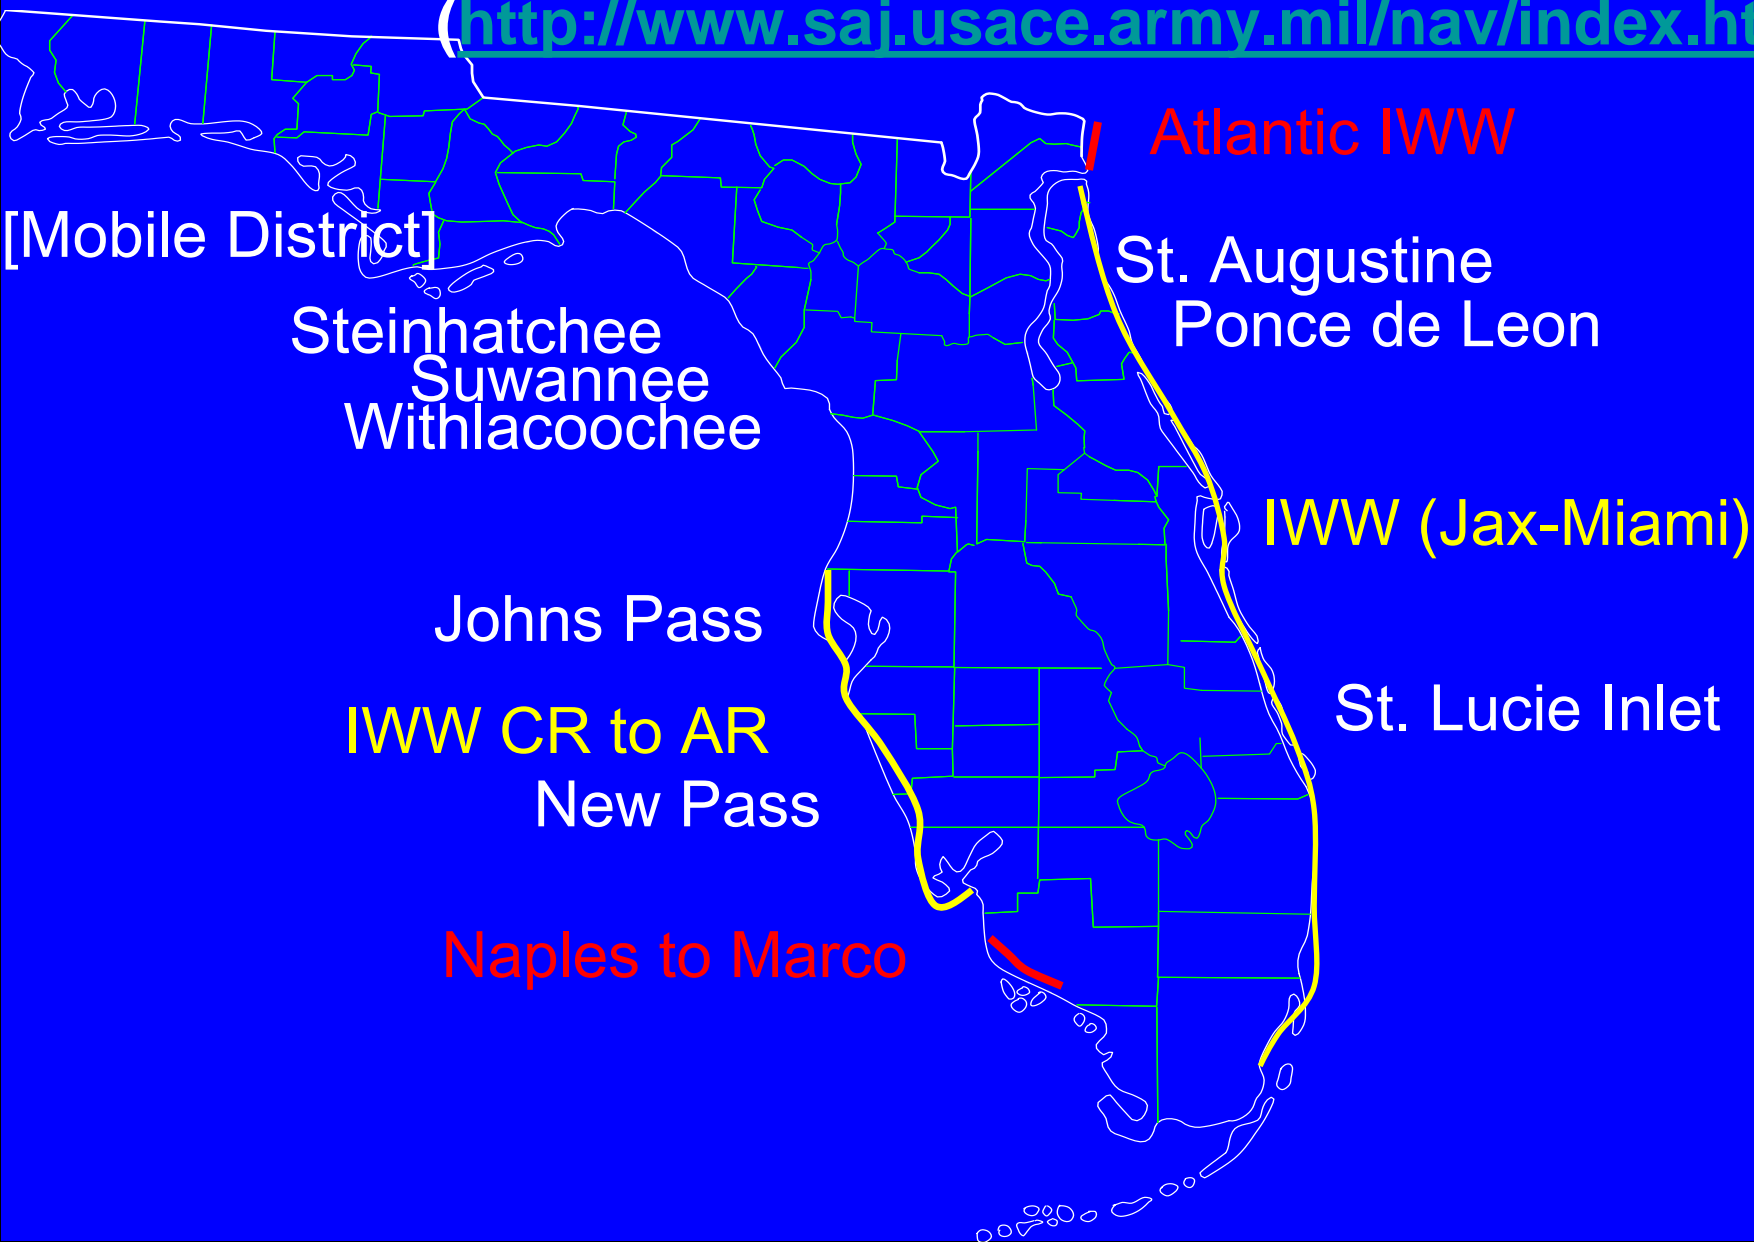 (http://www.saj.usace.army.mil/nav/index.ht
Atlantic IWW
[Mobile District]
St. Augustine
Ponce de Leon
Steinhatchee
Suwannee
Withlacoochee
IWW (Jax-Miami)
Johns Pass
St. Lucie Inlet
IWW CR to AR
New Pass
Naples to Marco